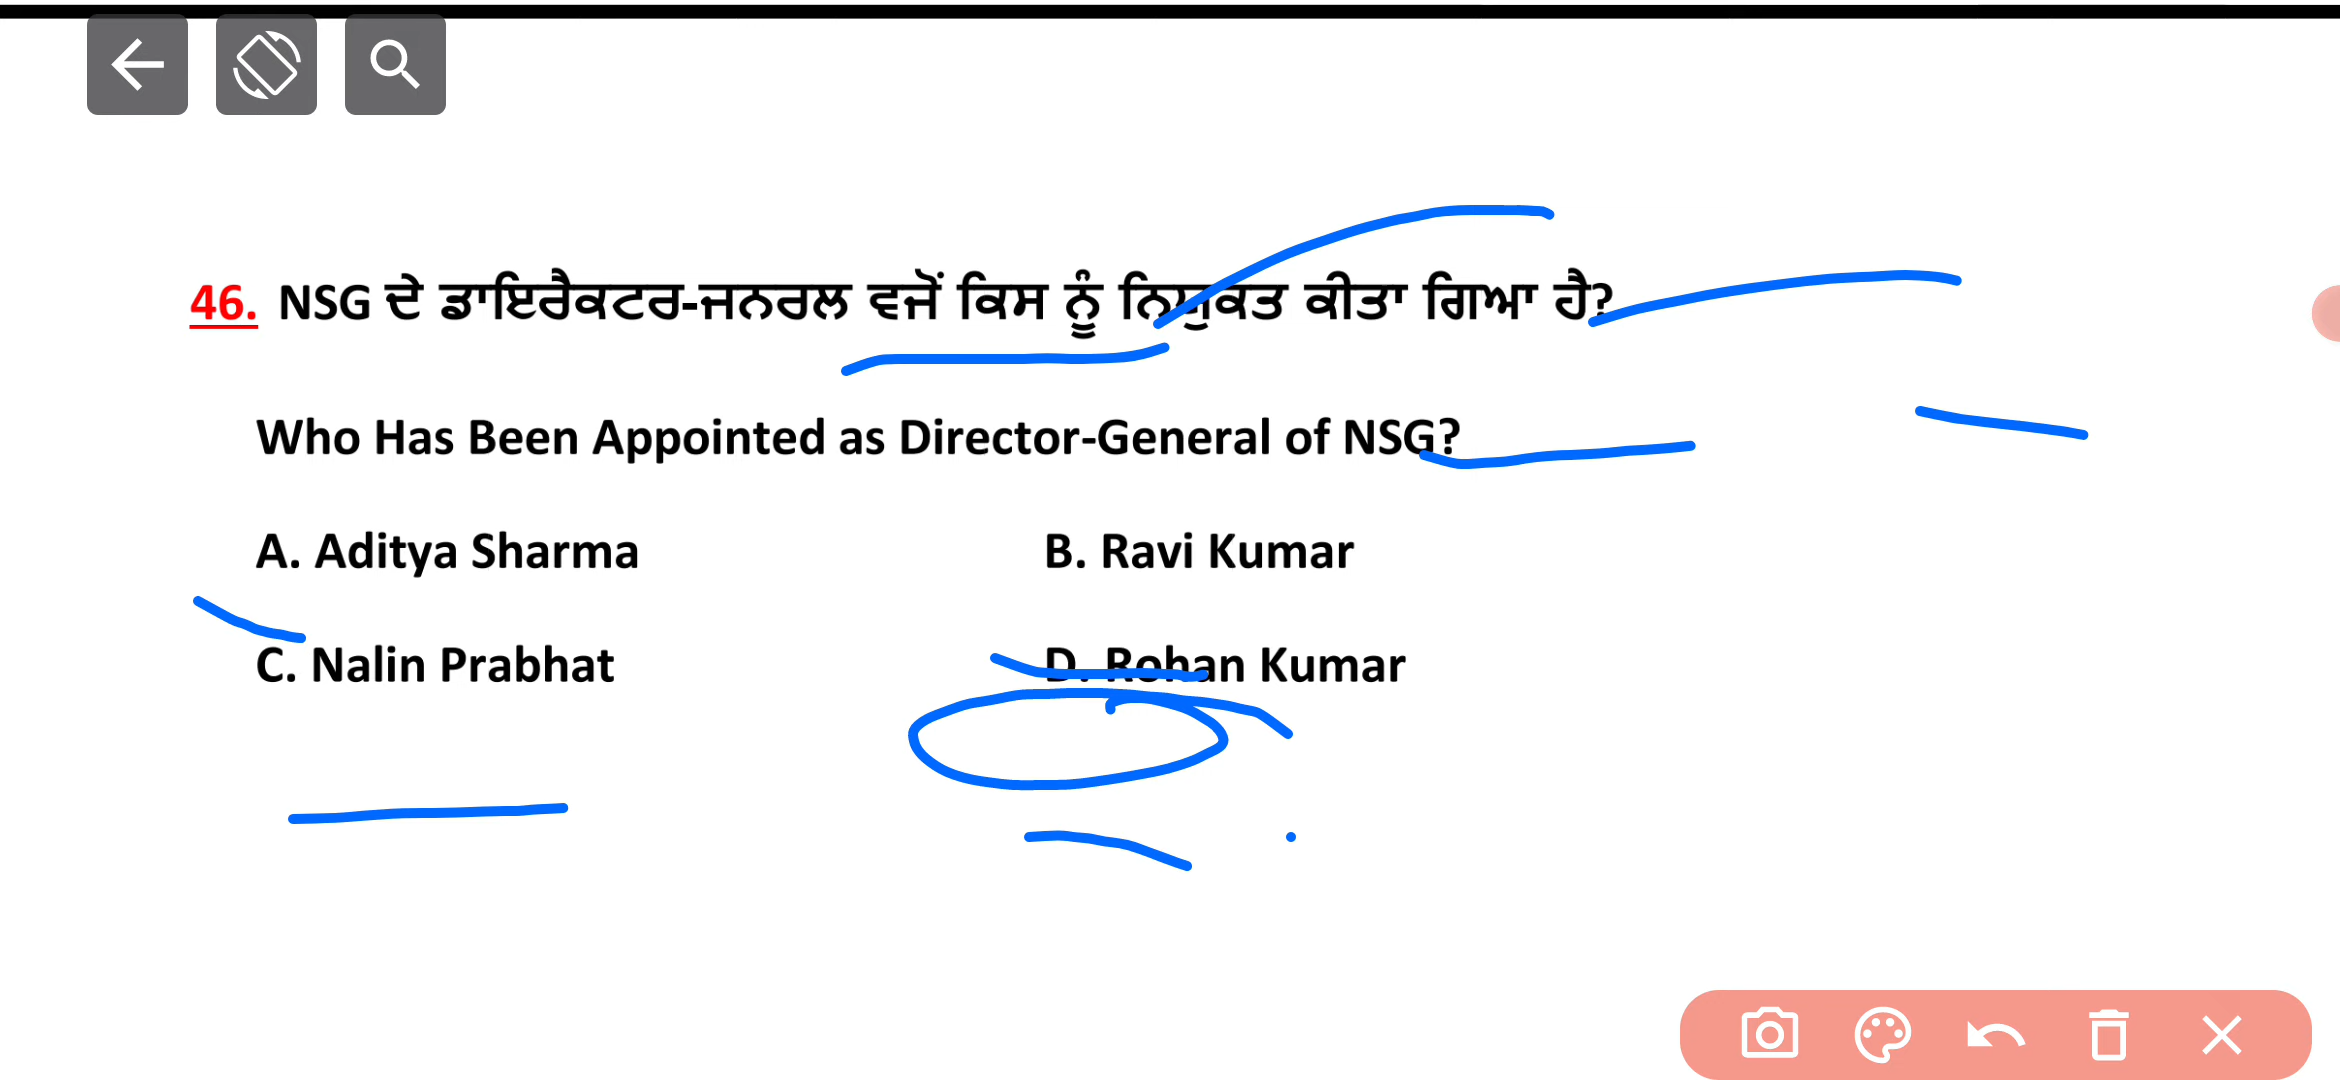 46. NSG ਦੇ ਡਾਇਰੈਕਟਰ-ਜਨਰਲ ਵਜੋਂ ਕਿਸ ਨੂੰ ਨਿਯੁਕਤ ਕੀਤਾ ਗਿਆ ਹੈ?
Who Has Been Appointed as Director-General of NSG?
A. Aditya Sharma B. Ravi Kumar
C. Nalin Prabhat D. Rohan Kumar